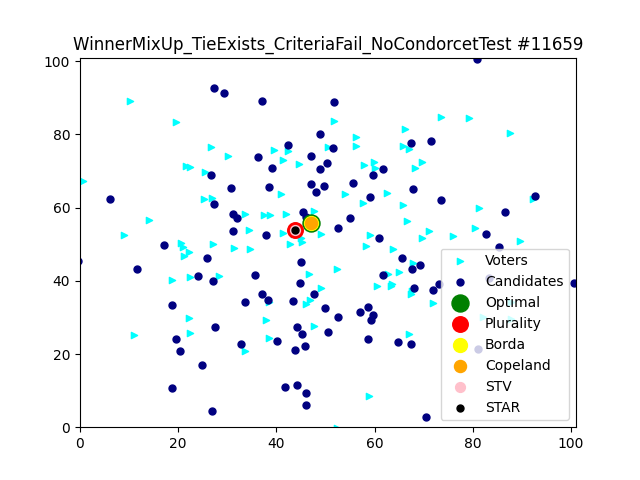 WinnerMixUp_TieExists_CriteriaFail_NoCondorcetTest #11659
100
80
60
40
20
0
0 20 40 60 80 100
Voters
Candidates
Optimal
Plurality
Borda
Copeland
STV
STAR